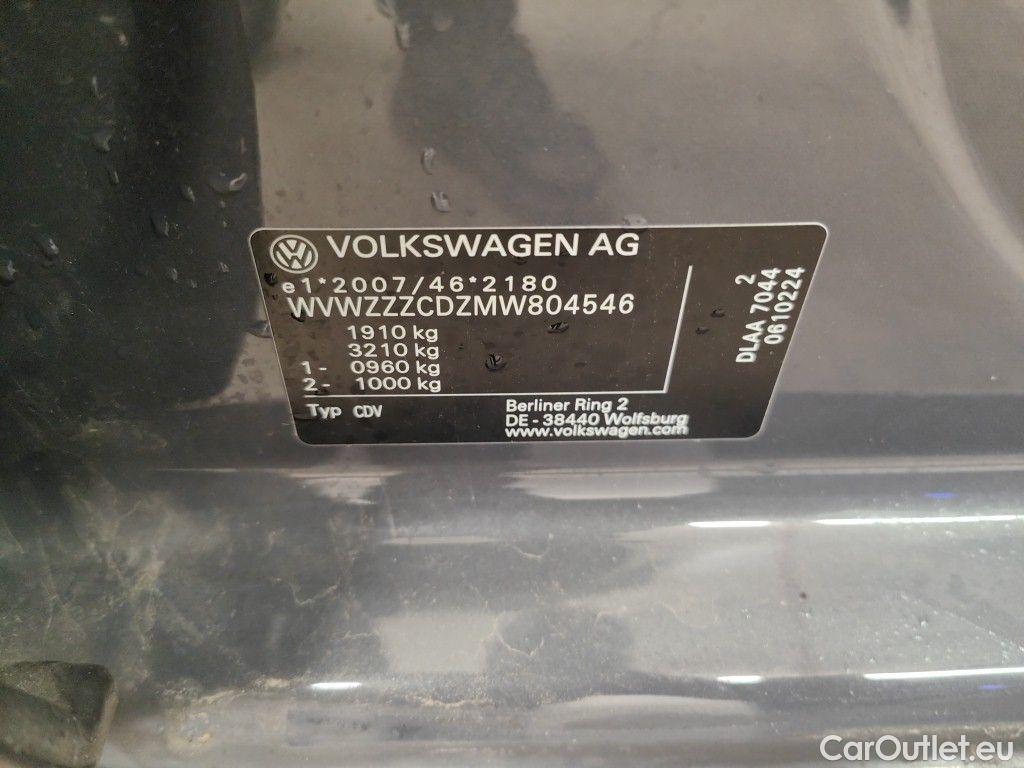 VOLKSWAGEN AG
e1*2007/46*2180
WVWZZZCDZMW804546
1910 kg
3210 kg
1- 0960 kg
2- 1000 kg
Typ CDV
Berliner Ring 2
DE - 38440 Wolfsburg
www.volkswagen.com
2
DLAA 7044
0610224
CarOutlet.eu